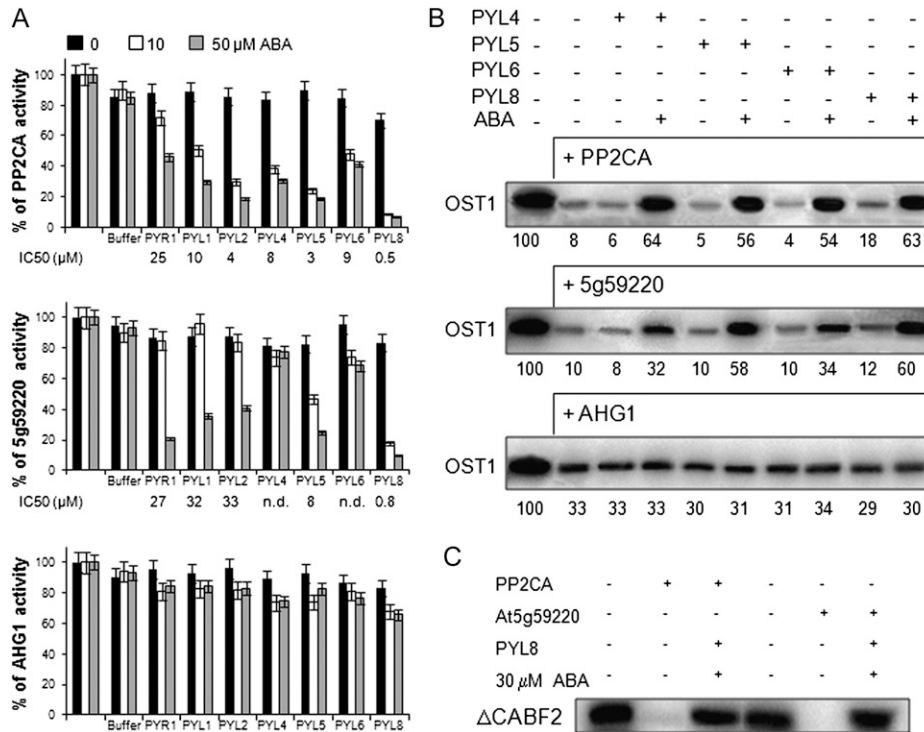 A
0 10 50 µM ABA
% of PP2CA activity
100
80
60
40
20
0
Buffer PYR1 PYL1 PYL2 PYL4 PYL5 PYL6 PYL8
IC50 (µM) 25 10 4 8 3 9 0.5
% of 5g59220 activity
100
80
60
40
20
0
Buffer PYR1 PYL1 PYL2 PYL4 PYL5 PYL6 PYL8
IC50 (µM) 27 32 33 n.d. 8 n.d. 0.8
% of AHG1 activity
100
80
60
40
20
0
Buffer PYR1 PYL1 PYL2 PYL4 PYL5 PYL6 PYL8
B
PYL4 - - + + - - - - - -
PYL5 - - - - + + - - - -
PYL6 - - - - - - + + - -
PYL8 - - - - - - - - + +
ABA - - - + - + - + - +
+ PP2CA
OST1
100 8 6 64 5 56 4 54 18 63
+ 5g59220
OST1
100 10 8 32 10 58 10 34 12 60
+ AHG1
OST1
100 33 33 33 30 31 31 34 29 30
C
PP2CA - + + - - -
At5g59220 - - - - + +
PYL8 - - + - - +
30 µM ABA - - + - - +
ΔCABF2